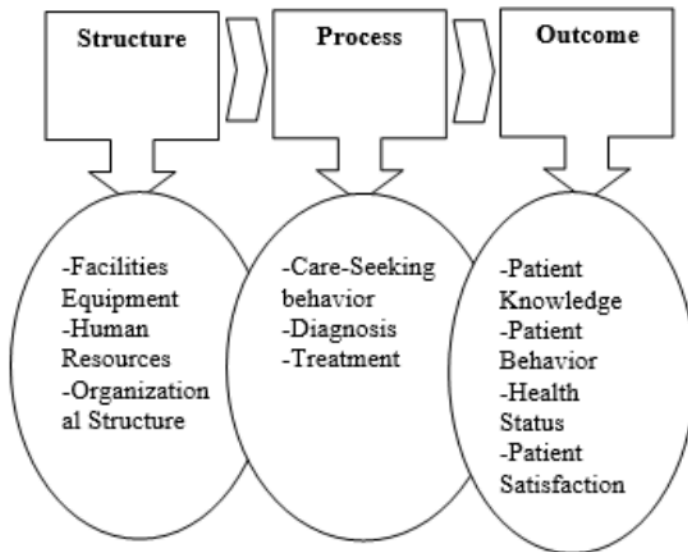 Structure
Process
Outcome
-Facilities
Equipment
-Human
Resources
-Organization
al Structure
-Care-Seeking
behavior
-Diagnosis
-Treatment
-Patient
Knowledge
-Patient
Behavior
-Health
Status
-Patient
Satisfaction